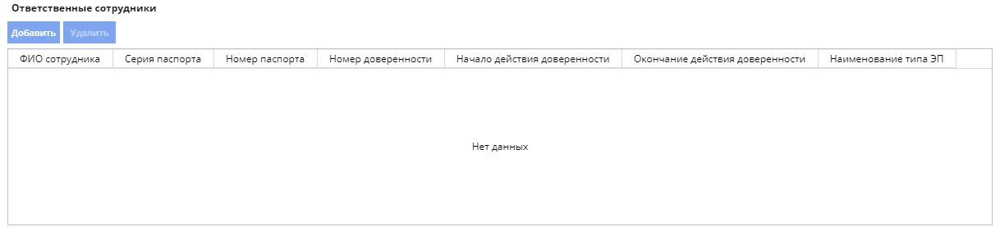 Ответственные сотрудники
Добавить Удалить
ФИО сотрудника Серия паспорта Номер паспорта Номер доверенности Начало действия доверенности Окончание действия доверенности Наименование типа ЭП
Нет данных